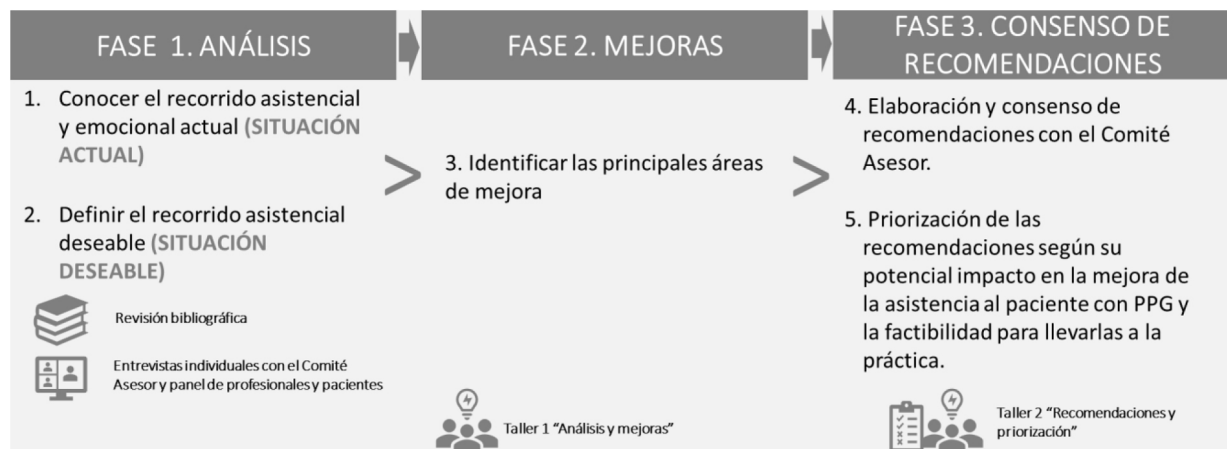 FASE 1. ANÁLISIS
1. Conocer el recorrido asistencial
y emocional actual (SITUACIÓN
ACTUAL)
2. Definir el recorrido asistencial
deseable (SITUACIÓN
DESEABLE)
Revisión bibliográfica
Entrevistas individuales con el Comité
Asesor y panel de profesionales y pacientes
>
FASE 2. MEJORAS
3. Identificar las principales áreas
de mejora
Taller 1 “Análisis y mejoras”
>
FASE 3. CONSENSO DE
RECOMENDACIONES
4. Elaboración y consenso de
recomendaciones con el Comité
Asesor.
5. Priorización de las
recomendaciones según su
potencial impacto en la mejora de
la asistencia al paciente con PPG y
la factibilidad para llevarlas a la
práctica.
Taller 2 “Recomendaciones y
priorización”